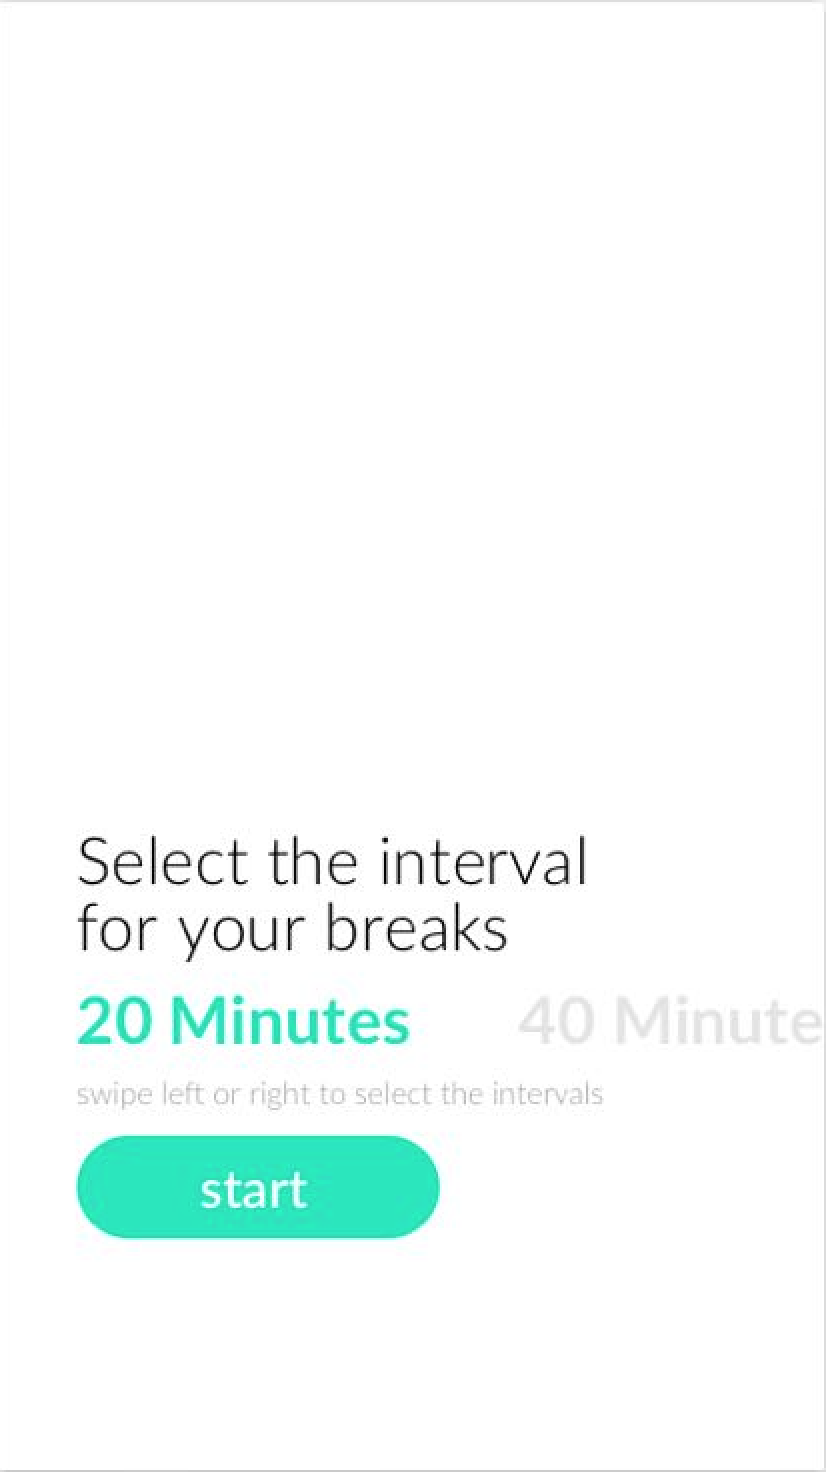 Select the interval
for your breaks
20 Minutes 40 Minute
swipe left or right to select the intervals
start